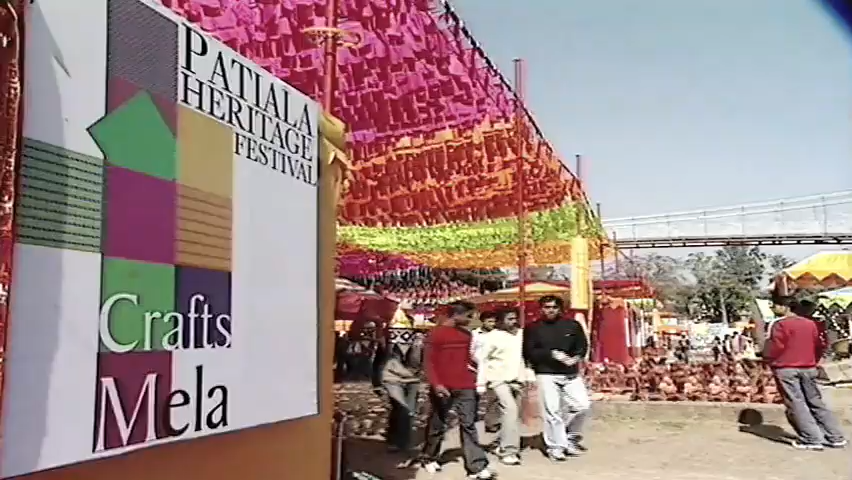 PATIALA
HERITAGE
FESTIVAL
Crafts
Mela